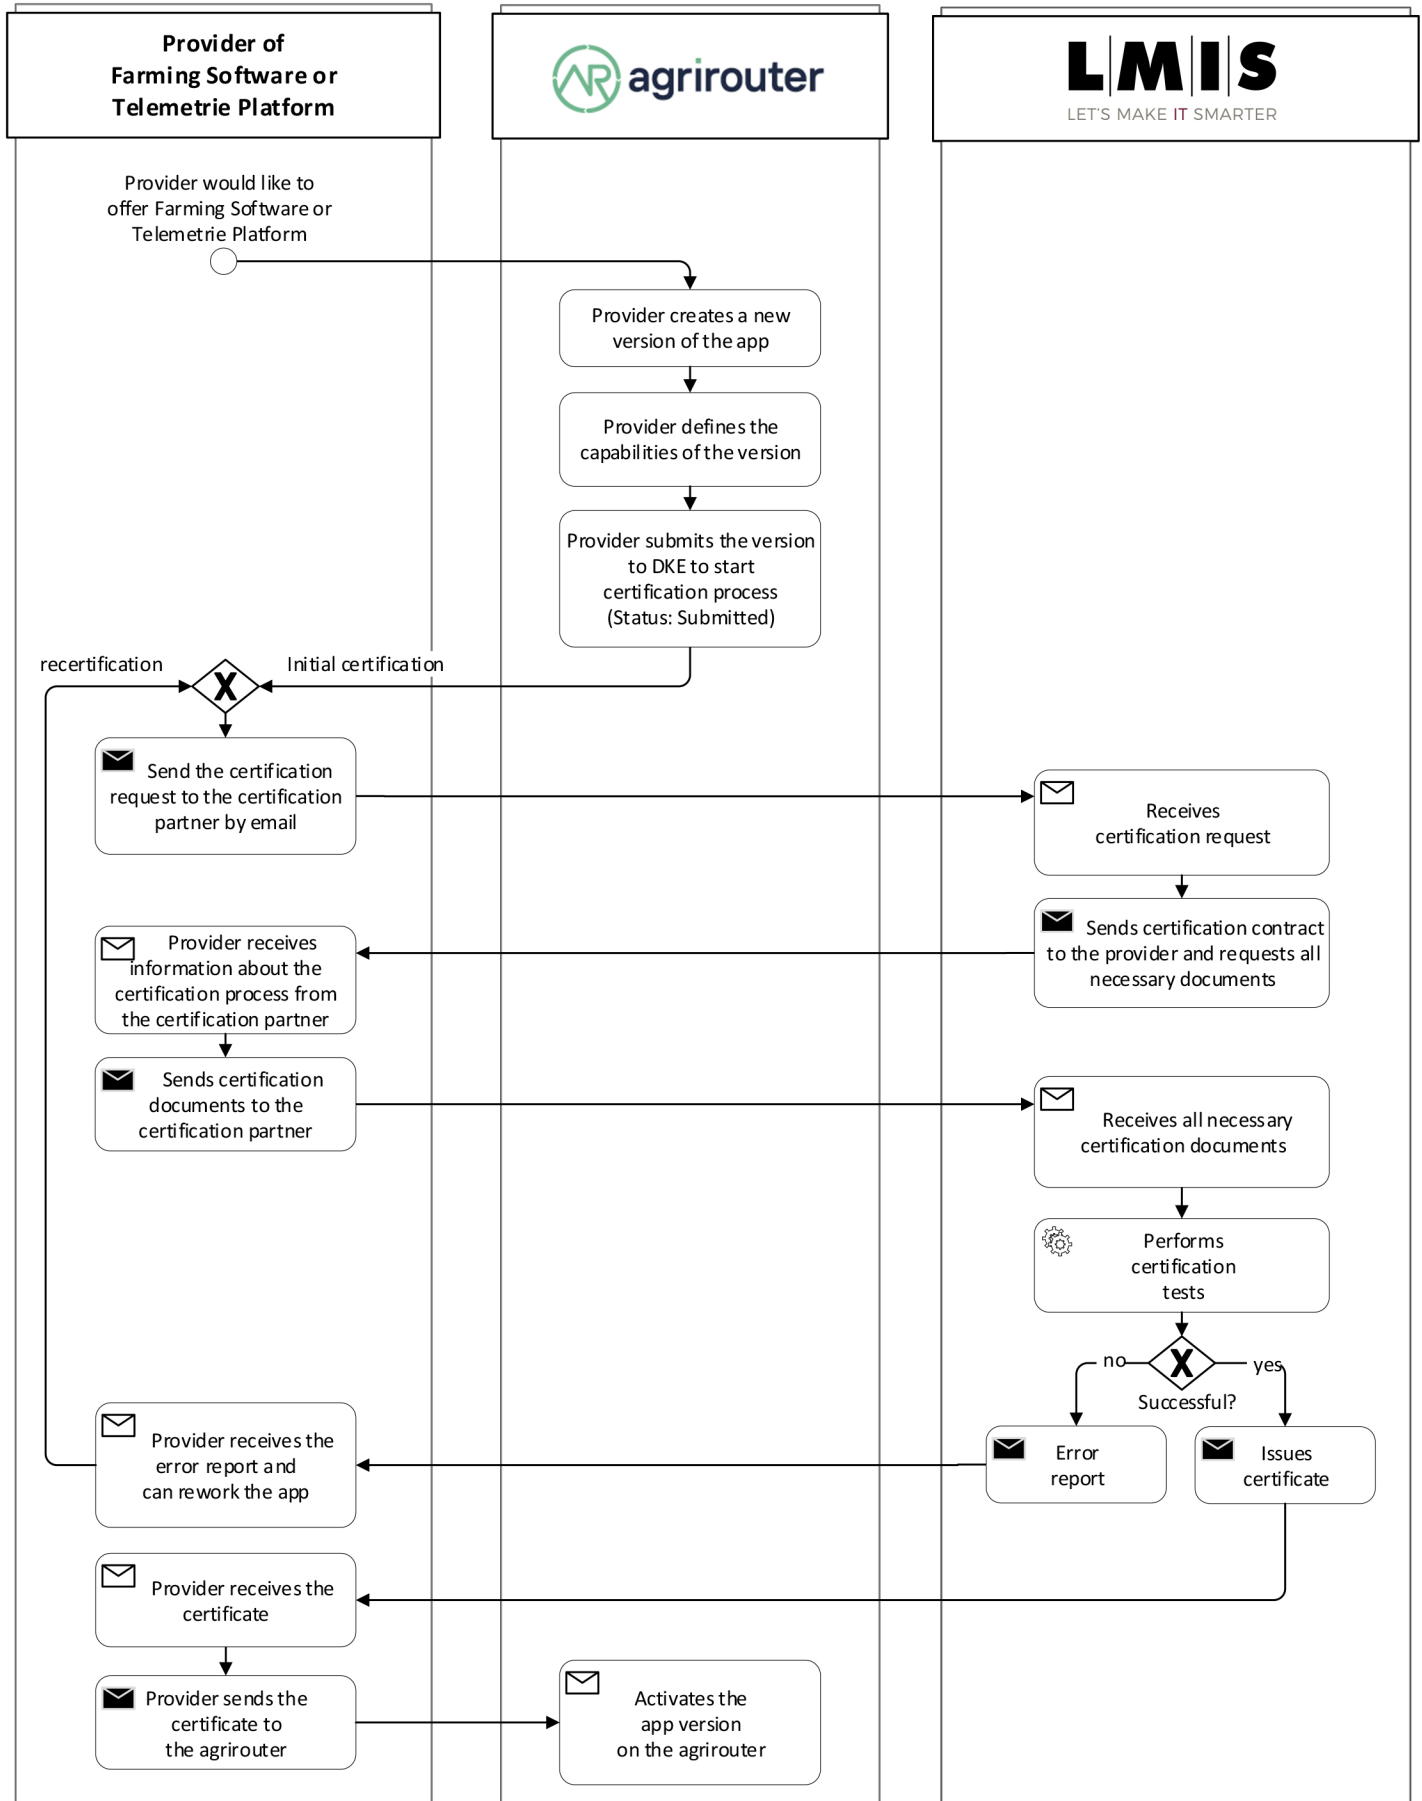 Provider of
Farming Software or
Telemetrie Platform
AR agrirouter
L|M|I|S
LET'S MAKE IT SMARTER
Provider would like to
offer Farming Software or
Telemetrie Platform
Provider creates a new
version of the app
Provider defines the
capabilities of the version
Provider submits the version
to DKE to start
certification process
(Status: Submitted)
recertification
Initial certification
X
Send the certification
request to the certification
partner by email
Receives
certification request
Sends certification contract
to the provider and requests all
necessary documents
Provider receives
information about the
certification process from
the certification partner
Sends certification
documents to the
certification partner
Receives all necessary
certification documents
Performs
certification
tests
no
X
yes
Successful?
Error
report
Issues
certificate
Provider receives the
error report and
can rework the app
Provider receives the
certificate
Provider sends the
certificate to
the agrirouter
Activates the
app version
on the agrirouter